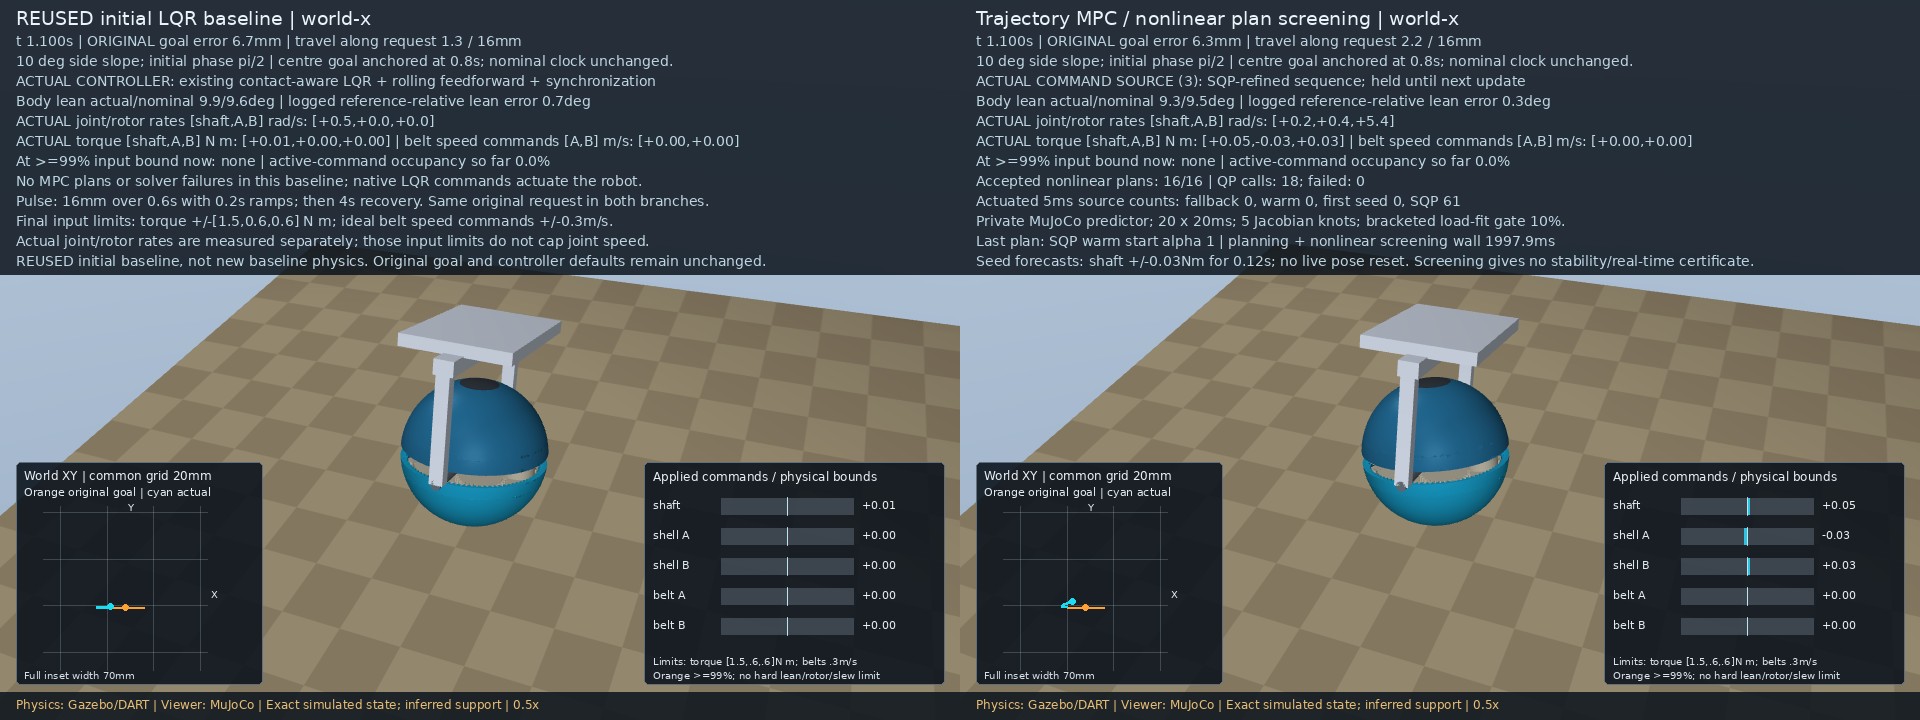 REUSED initial LQR baseline | world-x
t 1.100s | ORIGINAL goal error 6.7mm | travel along request 1.3 / 16mm
10 deg side slope; initial phase pi/2 | centre goal anchored at 0.8s; nominal clock unchanged.
ACTUAL CONTROLLER: existing contact-aware LQR + rolling feedforward + synchronization
Body lean actual/nominal 9.9/9.6deg | logged reference-relative lean error 0.7deg
ACTUAL joint/rotor rates [shaft,A,B] rad/s: [+0.5,+0.0,+0.0]
ACTUAL torque [shaft,A,B] N m: [+0.01,+0.00,+0.00] | belt speed commands [A,B] m/s: [+0.00,+0.00]
At >=99% input bound now: none | active-command occupancy so far 0.0%
No MPC plans or solver failures in this baseline; native LQR commands actuate the robot.
Pulse: 16mm over 0.6s with 0.2s ramps; then 4s recovery. Same original request in both branches.
Final input limits: torque +/-[1.5,0.6,0.6] N m; ideal belt speed commands +/-0.3m/s.
Actual joint/rotor rates are measured separately; those input limits do not cap joint speed.
REUSED initial baseline, not new baseline physics. Original goal and controller defaults remain unchanged.
World XY | common grid 20mm
Orange original goal | cyan actual
Y
X
Full inset width 70mm
Applied commands / physical bounds
shaft +0.01
shell A +0.00
shell B +0.00
belt A +0.00
belt B +0.00
Limits: torque [1.5,.6,.6]N m; belts .3m/s
Orange >=99%; no hard lean/rotor/slew limit
Physics: Gazebo/DART | Viewer: MuJoCo | Exact simulated state; inferred support | 0.5x
Trajectory MPC / nonlinear plan screening | world-x
t 1.100s | ORIGINAL goal error 6.3mm | travel along request 2.2 / 16mm
10 deg side slope; initial phase pi/2 | centre goal anchored at 0.8s; nominal clock unchanged.
ACTUAL COMMAND SOURCE (3): SQP-refined sequence; held until next update
Body lean actual/nominal 9.3/9.5deg | logged reference-relative lean error 0.3deg
ACTUAL joint/rotor rates [shaft,A,B] rad/s: [+0.2,+0.4,+5.4]
ACTUAL torque [shaft,A,B] N m: [+0.05,-0.03,+0.03] | belt speed commands [A,B] m/s: [+0.00,+0.00]
At >=99% input bound now: none | active-command occupancy so far 0.0%
Accepted nonlinear plans: 16/16 | QP calls: 18; failed: 0
Actuated 5ms source counts: fallback 0, warm 0, first seed 0, SQP 61
Private MuJoCo predictor; 20 x 20ms; 5 Jacobian knots; bracketed load-fit gate 10%.
Last plan: SQP warm start alpha 1 | planning + nonlinear screening wall 1997.9ms
Seed forecasts: shaft +/-0.03Nm for 0.12s; no live pose reset. Screening gives no stability/real-time certificate.
World XY | common grid 20mm
Orange original goal | cyan actual
Y
X
Full inset width 70mm
Applied commands / physical bounds
shaft +0.05
shell A -0.03
shell B +0.03
belt A +0.00
belt B +0.00
Limits: torque [1.5,.6,.6]N m; belts .3m/s
Orange >=99%; no hard lean/rotor/slew limit
Physics: Gazebo/DART | Viewer: MuJoCo | Exact simulated state; inferred support | 0.5x